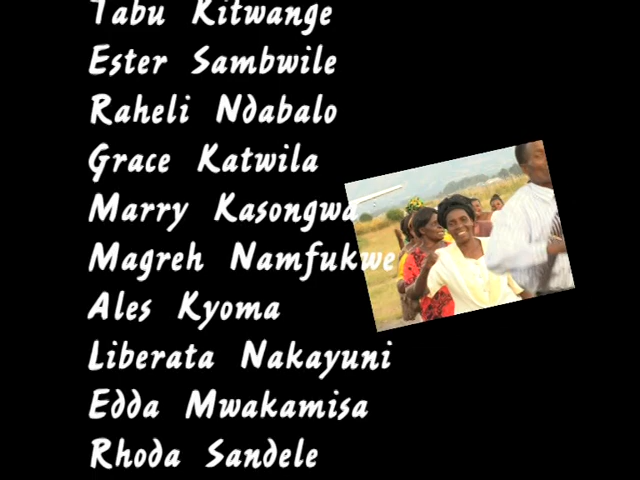 Tabu Kitwange
Ester Sambwile
Raheli Ndabalo
Grace Katwila
Marry Kasongwa
Magreh Namfukwe
Ales Kyoma
Liberata Nakayuni
Edda Mwakamisa
Rhoda Sandele